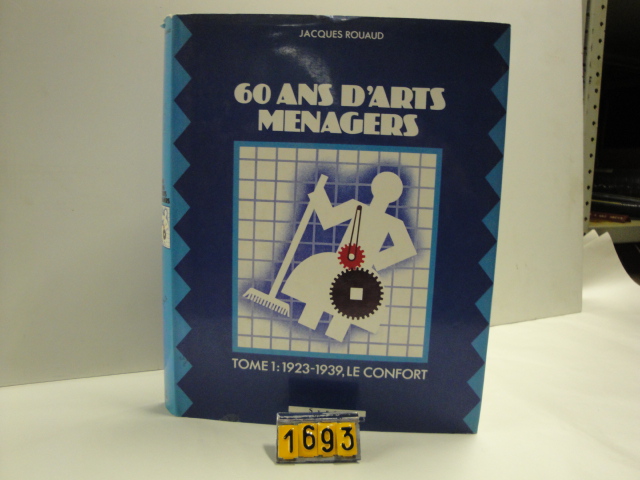 JACQUES ROUAUD
60 ANS D'ARTS
MENAGERS
TOME 1: 1923-1939, LE CONFORT
1693